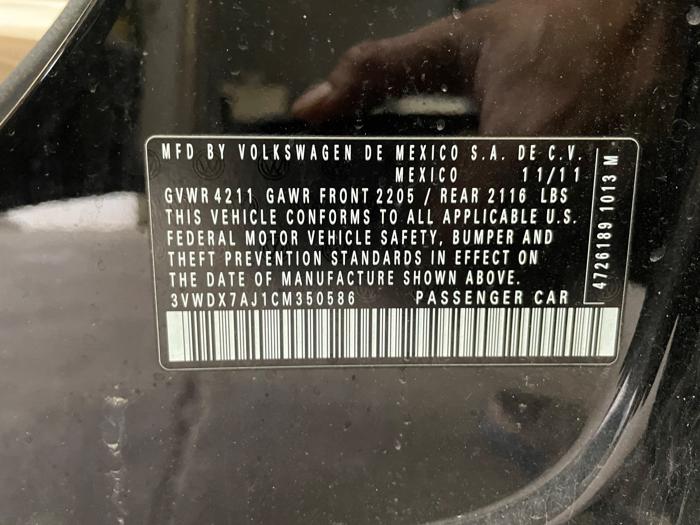 MFD BY VOLKSWAGEN DE MEXICO S.A. DE C.V.
MEXICO 11/11
GVWR 4211 GAWR FRONT 2205 / REAR 2116 LBS
THIS VEHICLE CONFORMS TO ALL APPLICABLE U.S.
FEDERAL MOTOR VEHICLE SAFETY, BUMPER AND
THEFT PREVENTION STANDARDS IN EFFECT ON
THE DATE OF MANUFACTURE SHOWN ABOVE.
3VWDX7AJ1CM350586 PASSENGER CAR
4726189 1013 M